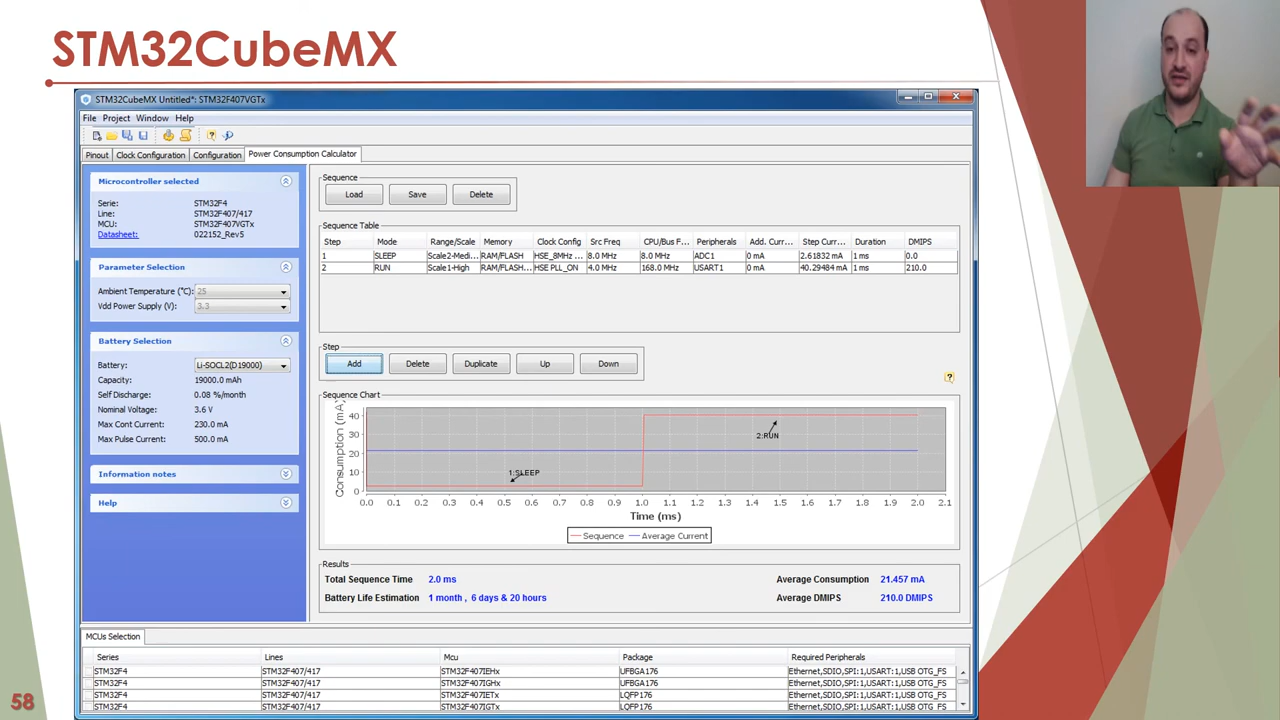 STM32CubeMX
STM32CubeMX Untitled*: STM32F407VGTx
File Project Window Help
Pinout Clock Configuration Configuration Power Consumption Calculator
Microcontroller selected
Serie: STM32F4
Line: STM32F407/417
MCU: STM32F407VGTx
Datasheet: 022152_Rev5
Parameter Selection
Ambient Temperature (°C): 25
Vdd Power Supply (V): 3.3
Battery Selection
Battery: Li-SOCL2(D19000)
Capacity: 19000.0 mAh
Self Discharge: 0.08 %/month
Nominal Voltage: 3.6 V
Max Cont Current: 230.0 mA
Max Pulse Current: 500.0 mA
Information notes
Help
Sequence
Load Save Delete
Sequence Table
Step Mode Range/Scale Memory Clock Config Src Freq CPU/Bus F... Peripherals Add. Curr... Step Curr... Duration DMIPS
1 SLEEP Scale2-Medi... RAM/FLASH HSE_8MHz ... 8.0 MHz 8.0 MHz ADC1 0 mA 2.61832 mA 1 ms 0.0
2 RUN Scale1-High RAM/FLASH... HSE PLL_ON 4.0 MHz 168.0 MHz USART1 0 mA 40.29484 mA 1 ms 210.0
Step
Add Delete Duplicate Up Down
Sequence Chart
Consumption (mA)
40
30
20
10
0
2:RUN
1:SLEEP
0.0 0.1 0.2 0.3 0.4 0.5 0.6 0.7 0.8 0.9 1.0 1.1 1.2 1.3 1.4 1.5 1.6 1.7 1.8 1.9 2.0 2.1
Time (ms)
Sequence Average Current
Results
Total Sequence Time 2.0 ms Average Consumption 21.457 mA
Battery Life Estimation 1 month , 6 days & 20 hours Average DMIPS 210.0 DMIPS
MCUs Selection
Series Lines Mcu Package Required Peripherals
STM32F4 STM32F407/417 STM32F407IEHx UFBGA176 Ethernet,SDIO,SPI:1,USART:1,USB OTG_FS
STM32F4 STM32F407/417 STM32F407IGHx UFBGA176 Ethernet,SDIO,SPI:1,USART:1,USB OTG_FS
STM32F4 STM32F407/417 STM32F407IETx LQFP176 Ethernet,SDIO,SPI:1,USART:1,USB OTG_FS
STM32F4 STM32F407/417 STM32F407IGTx LQFP176 Ethernet,SDIO,SPI:1,USART:1,USB OTG_FS
58